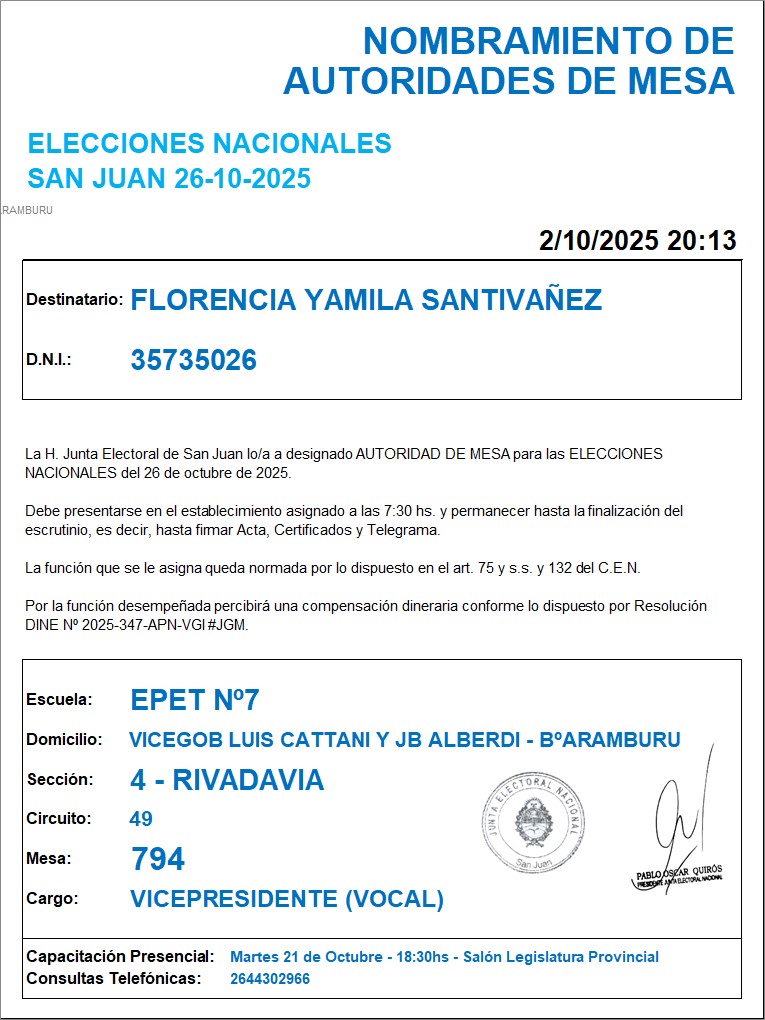 NOMBRAMIENTO DE
AUTORIDADES DE MESA
ELECCIONES NACIONALES
SAN JUAN 26-10-2025
ARAMBURU
2/10/2025 20:13
Destinatario: FLORENCIA YAMILA SANTIVAÑEZ
D.N.I.: 35735026
La H. Junta Electoral de San Juan lo/a a designado AUTORIDAD DE MESA para las ELECCIONES
NACIONALES del 26 de octubre de 2025.
Debe presentarse en el establecimiento asignado a las 7:30 hs. y permanecer hasta la finalización del
escrutinio, es decir, hasta firmar Acta, Certificados y Telegrama.
La función que se le asigna queda normada por lo dispuesto en el art. 75 y s.s. y 132 del C.E.N.
Por la función desempeñada percibirá una compensación dineraria conforme lo dispuesto por Resolución
DINE Nº 2025-347-APN-VGI#JGM.
Escuela: EPET Nº7
Domicilio: VICEGOB LUIS CATTANI Y JB ALBERDI - BºARAMBURU
Sección: 4 - RIVADAVIA
Circuito: 49
Mesa: 794
Cargo: VICEPRESIDENTE (VOCAL)
JUNTA ELECTORAL NACIONAL
San Juan
PABLO OSCAR QUIRÓS
PRESIDENTE JUNTA ELECTORAL NACIONAL
Capacitación Presencial: Martes 21 de Octubre - 18:30hs - Salón Legislatura Provincial
Consultas Telefónicas: 2644302966